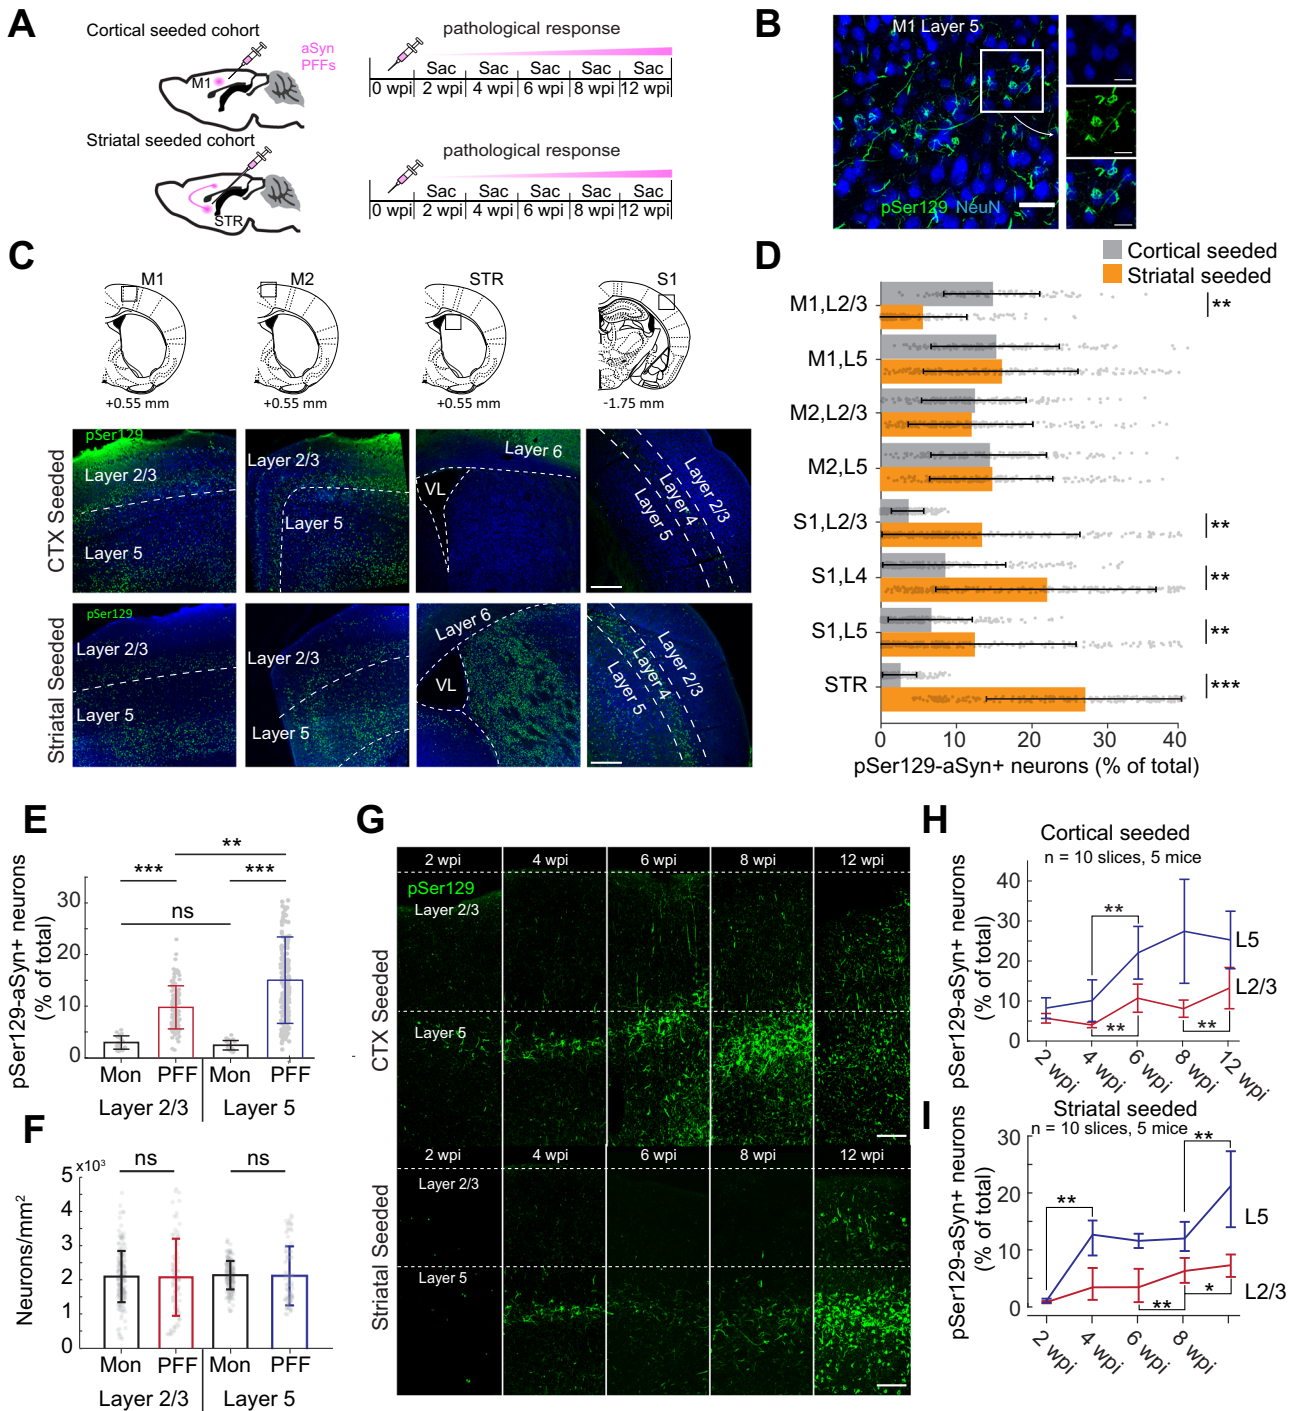 A
Cortical seeded cohort
aSyn
PFFs
M1
pathological response
Sac Sac Sac Sac Sac
0 wpi 2 wpi 4 wpi 6 wpi 8 wpi 12 wpi
Striatal seeded cohort
STR
pathological response
Sac Sac Sac Sac Sac
0 wpi 2 wpi 4 wpi 6 wpi 8 wpi 12 wpi
B
M1 Layer 5
pSer129 NeuN
C
M1 M2 STR S1
+0.55 mm +0.55 mm +0.55 mm -1.75 mm
CTX Seeded
pSer129
Layer 2/3
Layer 5
Layer 2/3
Layer 5
Layer 6
VL
Layer 2/3
Layer 4
Layer 5
Striatal Seeded
pSer129
Layer 2/3
Layer 5
Layer 2/3
Layer 5
Layer 6
VL
Layer 2/3
Layer 4
Layer 5
D
Cortical seeded
Striatal seeded
M1,L2/3 **
M1,L5
M2,L2/3
M2,L5
S1,L2/3 **
S1,L4 **
S1,L5 **
STR ***
0 10 20 30 40
pSer129-aSyn+ neurons (% of total)
E
pSer129-aSyn+ neurons
(% of total)
**
*** ***
ns
30
20
10
0
Mon PFF Mon PFF
Layer 2/3 Layer 5
F
Neurons/mm²
x10³
ns ns
5
4
3
2
1
0
Mon PFF Mon PFF
Layer 2/3 Layer 5
G
CTX Seeded
2 wpi 4 wpi 6 wpi 8 wpi 12 wpi
pSer129
Layer 2/3
Layer 5
Striatal Seeded
2 wpi 4 wpi 6 wpi 8 wpi 12 wpi
Layer 2/3
Layer 5
H
Cortical seeded
n = 10 slices, 5 mice
pSer129-aSyn+ neurons
(% of total)
40
30
20
10
0
**
** **
L5
L2/3
2 wpi 4 wpi 6 wpi 8 wpi 12 wpi
I
Striatal seeded
n = 10 slices, 5 mice
pSer129-aSyn+ neurons
(% of total)
30
20
10
0
**
**
** *
L5
L2/3
2 wpi 4 wpi 6 wpi 8 wpi